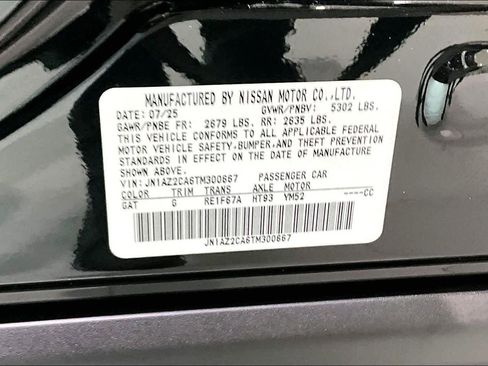 MANUFACTURED BY NISSAN MOTOR CO.,LTD.
DATE: 07/25 GVWR/PNBV: 5302 LBS.
GAWR/PNBE FR: 2679 LBS. RR: 2635 LBS.
THIS VEHICLE CONFORMS TO ALL APPLICABLE FEDERAL
MOTOR VEHICLE SAFETY,BUMPER,AND THEFT PREVENTION
STANDARDS IN EFFECT ON THE DATE OF MANUFACTURE
SHOWN ABOVE.
VIN: JN1AZ2CA6TM300667 PASSENGER CAR
COLOR TRIM TRANS AXLE MOTOR
GAT G RE1F67A HT93 YM52 ----CC
JN1AZ2CA6TM300667